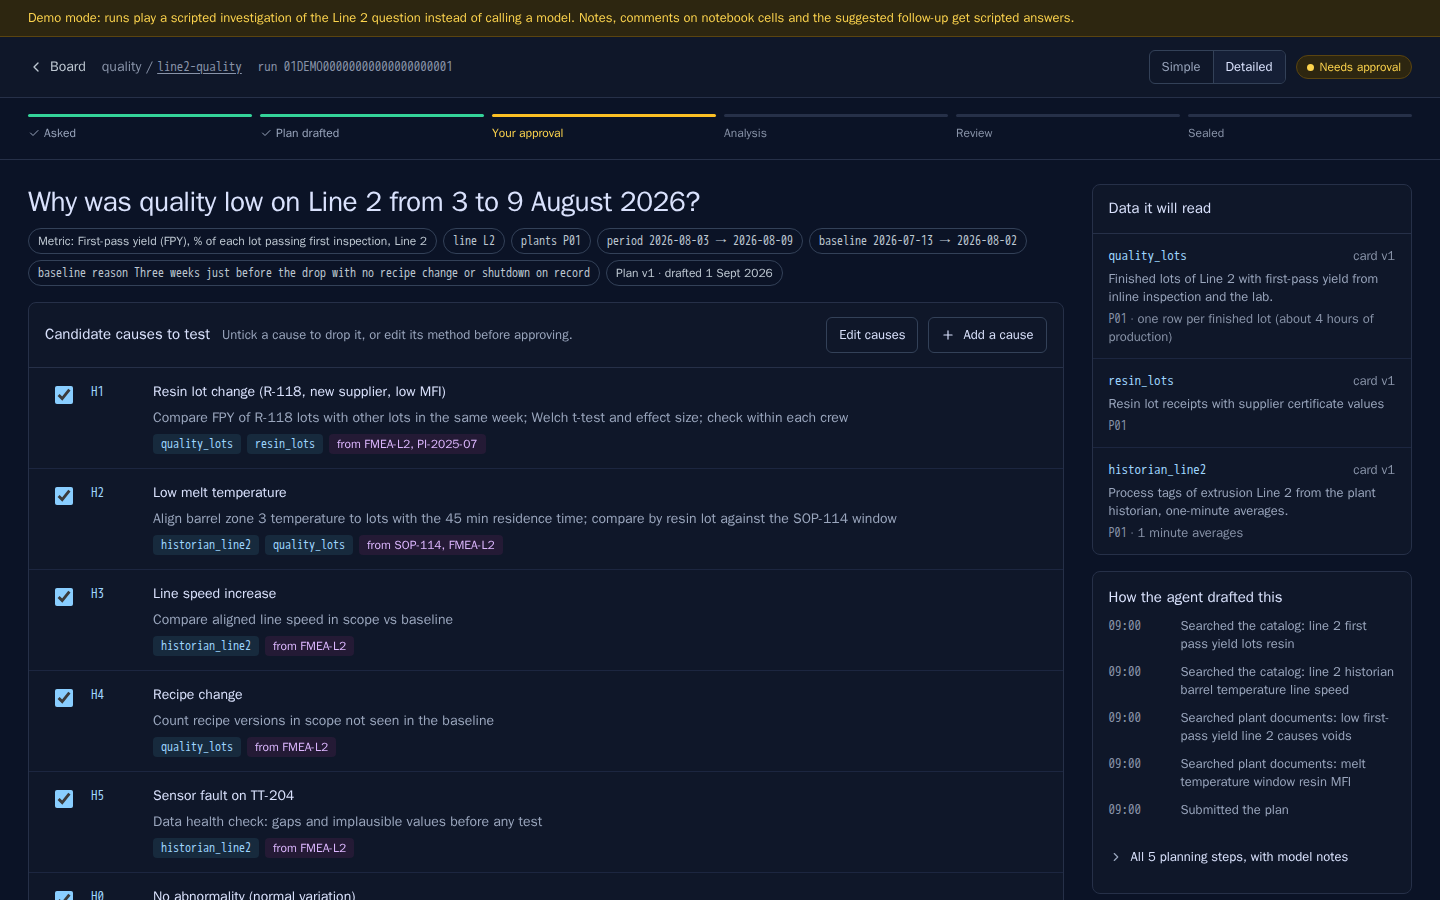 Demo mode: runs play a scripted investigation of the Line 2 question instead of calling a model. Notes, comments on notebook cells and the suggested follow-up get scripted answers.
Board quality / line2-quality run 01DEMO00000000000000000001
Simple Detailed Needs approval
Asked Plan drafted Your approval Analysis Review Sealed
Why was quality low on Line 2 from 3 to 9 August 2026?
Metric: First-pass yield (FPY), % of each lot passing first inspection, Line 2
line L2
plants P01
period 2026-08-03 → 2026-08-09
baseline 2026-07-13 → 2026-08-02
baseline reason Three weeks just before the drop with no recipe change or shutdown on record
Plan v1 · drafted 1 Sept 2026
Candidate causes to test Untick a cause to drop it, or edit its method before approving.
Edit causes
Add a cause
H1 Resin lot change (R-118, new supplier, low MFI)
Compare FPY of R-118 lots with other lots in the same week; Welch t-test and effect size; check within each crew
quality_lots resin_lots from FMEA-L2, PI-2025-07
H2 Low melt temperature
Align barrel zone 3 temperature to lots with the 45 min residence time; compare by resin lot against the SOP-114 window
historian_line2 quality_lots from SOP-114, FMEA-L2
H3 Line speed increase
Compare aligned line speed in scope vs baseline
historian_line2 from FMEA-L2
H4 Recipe change
Count recipe versions in scope not seen in the baseline
quality_lots from FMEA-L2
H5 Sensor fault on TT-204
Data health check: gaps and implausible values before any test
historian_line2 from FMEA-L2
H0 No abnormality (normal variation)
Data it will read
quality_lots card v1
Finished lots of Line 2 with first-pass yield from
inline inspection and the lab.
P01 · one row per finished lot (about 4 hours of
production)
resin_lots card v1
Resin lot receipts with supplier certificate values
P01
historian_line2 card v1
Process tags of extrusion Line 2 from the plant
historian, one-minute averages.
P01 · 1 minute averages
How the agent drafted this
09:00 Searched the catalog: line 2 first
pass yield lots resin
09:00 Searched the catalog: line 2 historian
barrel temperature line speed
09:00 Searched plant documents: low first-
pass yield line 2 causes voids
09:00 Searched plant documents: melt
temperature window resin MFI
09:00 Submitted the plan
All 5 planning steps, with model notes